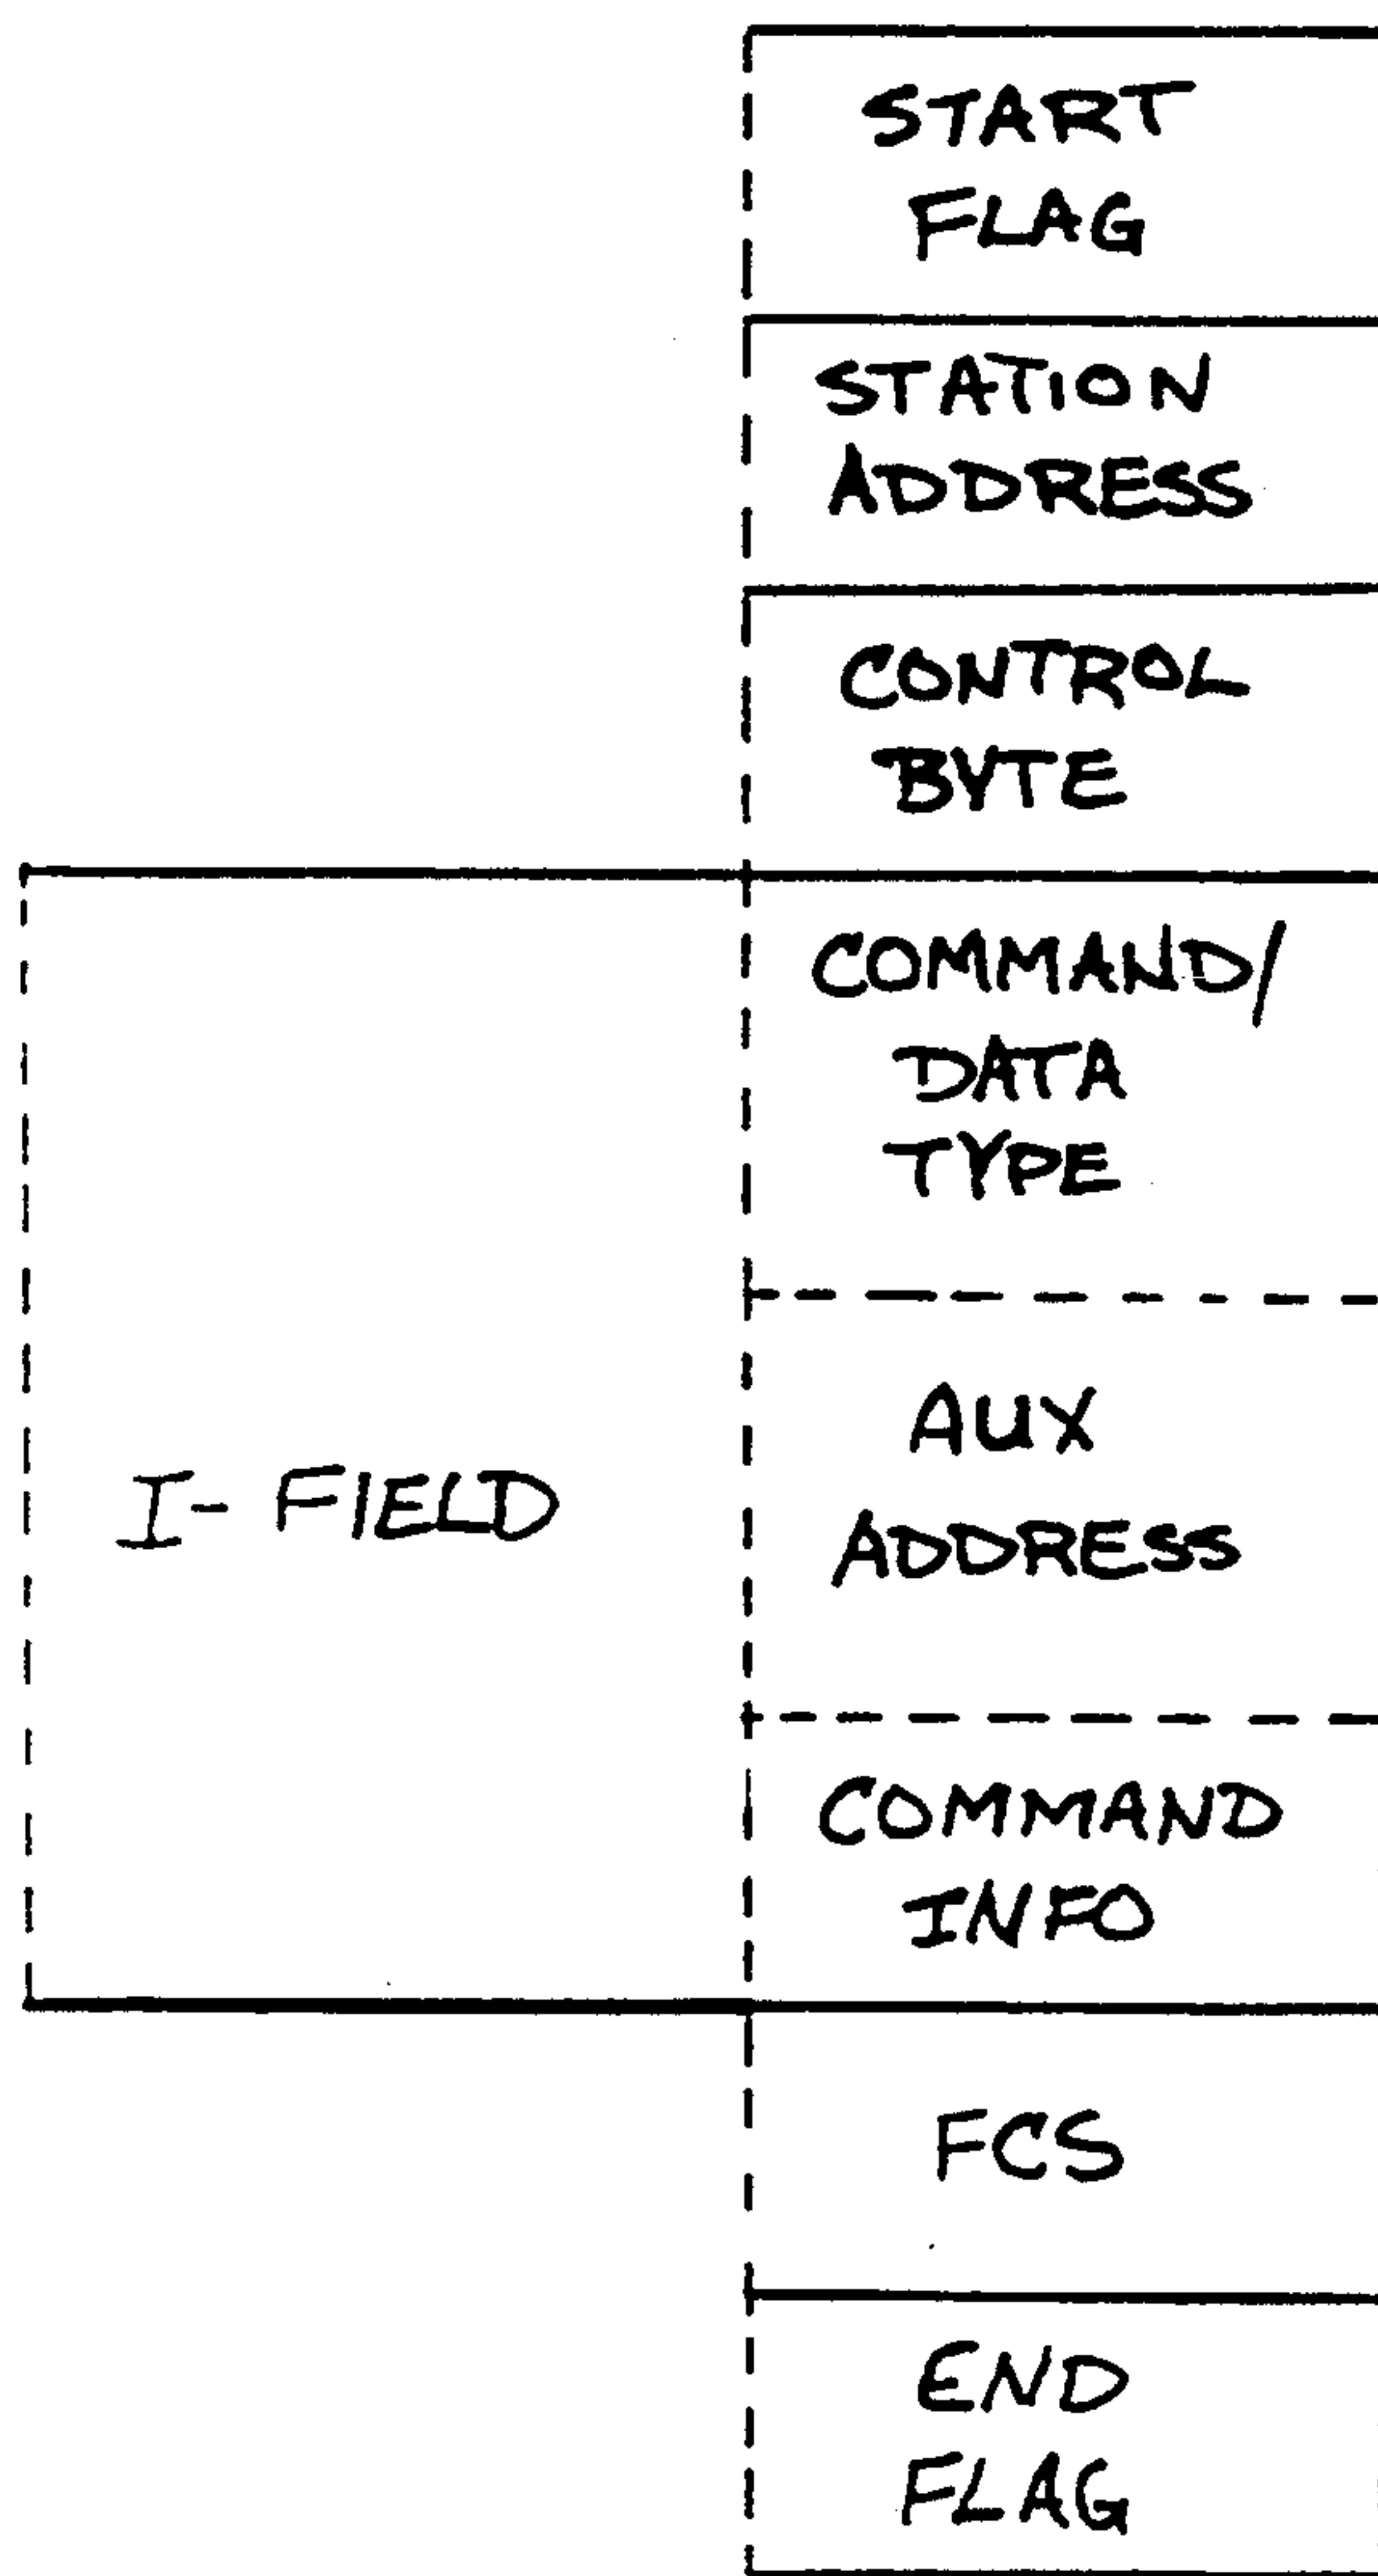 START
FLAG
STATION
ADDRESS
CONTROL
BYTE
COMMAND/
DATA
TYPE
I-FIELD
AUX
ADDRESS
COMMAND
INFO
FCS
END
FLAG